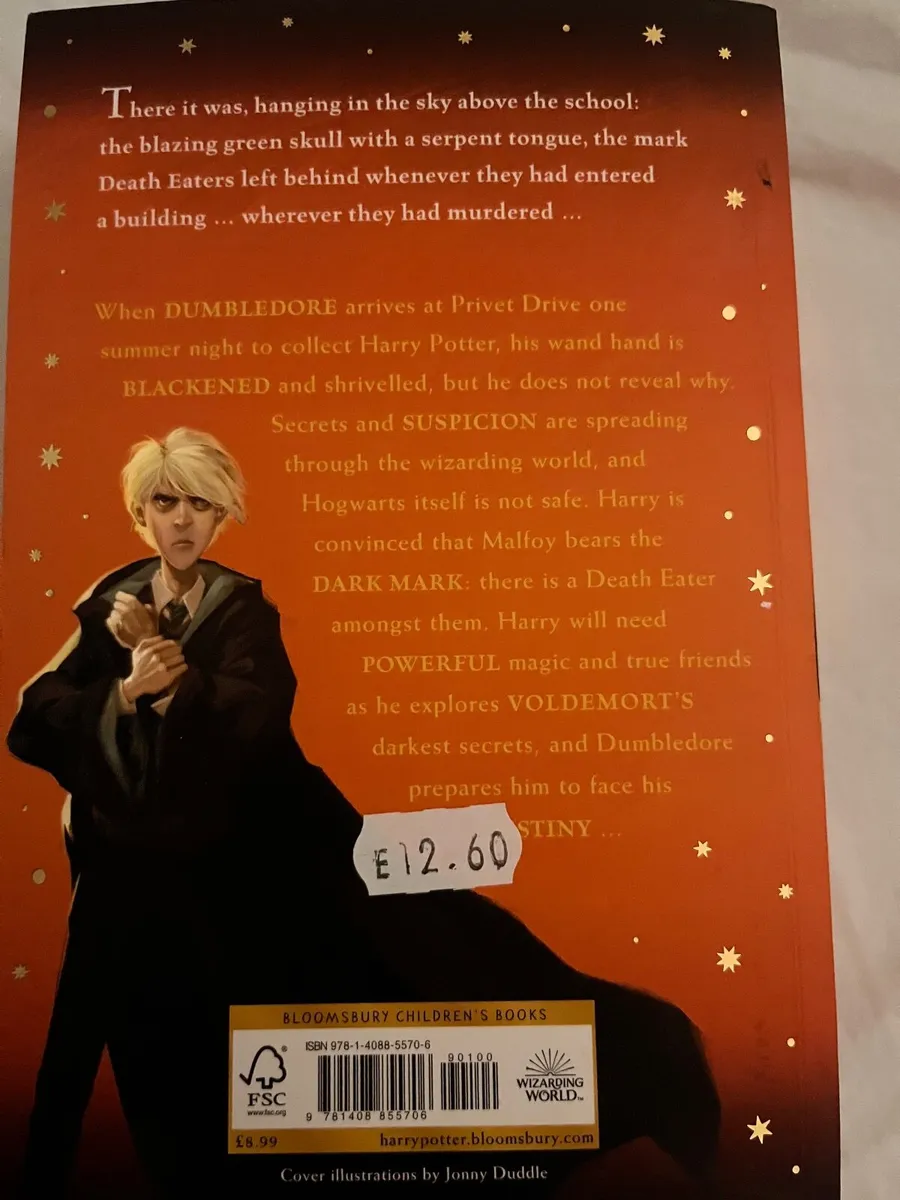 There it was, hanging in the sky above the school:
the blazing green skull with a serpent tongue, the mark
Death Eaters left behind whenever they had entered
a building ... wherever they had murdered ...
When DUMBLEDORE arrives at Privet Drive one
summer night to collect Harry Potter, his wand hand is
BLACKENED and shrivelled, but he does not reveal why.
Secrets and SUSPICION are spreading
through the wizarding world, and
Hogwarts itself is not safe. Harry is
convinced that Malfoy bears the
DARK MARK: there is a Death Eater
amongst them. Harry will need
POWERFUL magic and true friends
as he explores VOLDEMORT'S
darkest secrets, and Dumbledore
prepares him to face his
STINY ...
£12.60
BLOOMSBURY CHILDREN'S BOOKS
ISBN 978-1-4088-5570-6
90100
9 781408 855706
FSC
www.fsc.org
WIZARDING
WORLD™
£8.99
harrypotter.bloomsbury.com
Cover illustrations by Jonny Duddle